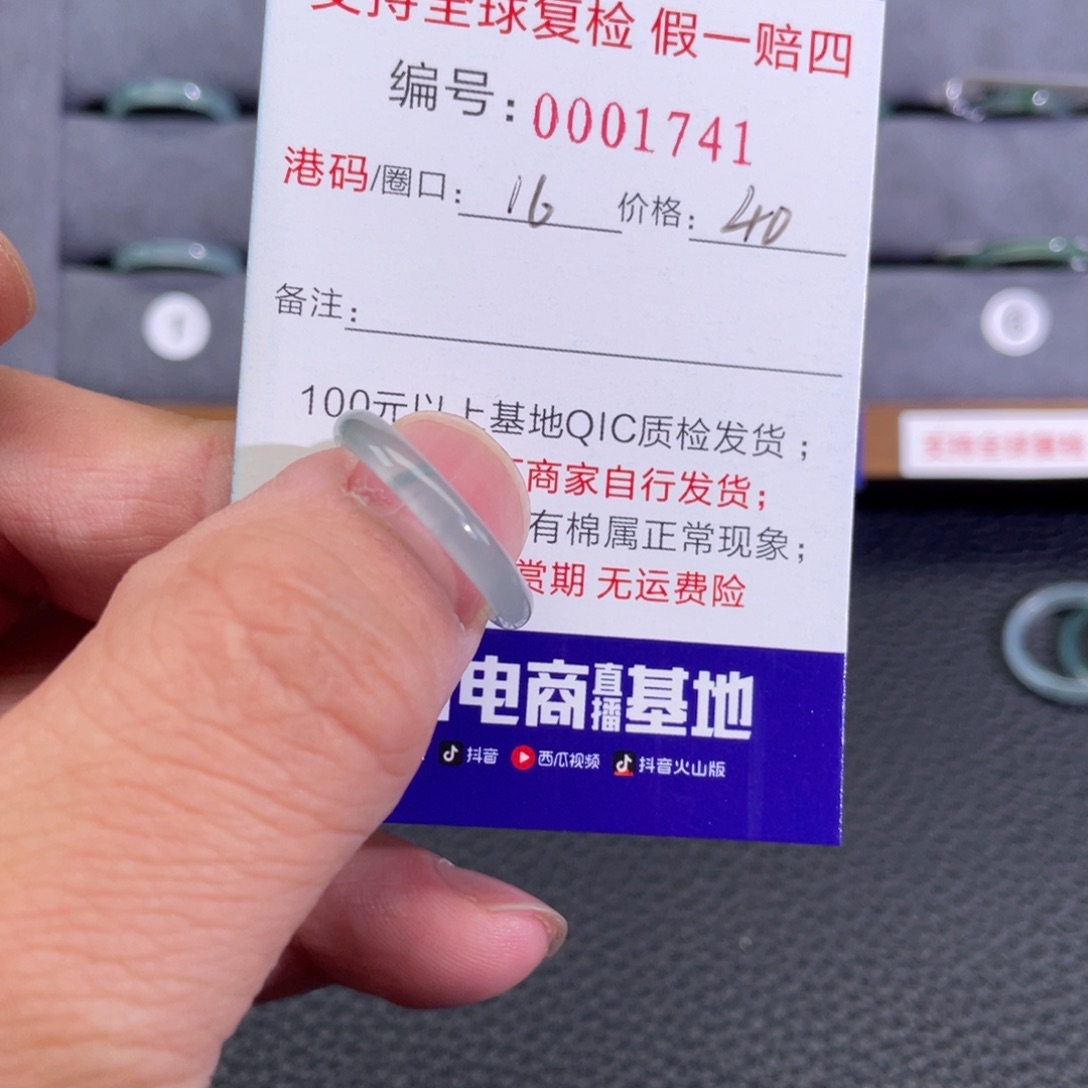 支持全球复检 假一赔四
编号：0001741
港码/圈口：16 价格：40
备注：
100元以上基地QIC质检发货；
商家自行发货；
有棉属正常现象；
赏期 无运费险
电商直播基地
抖音 西瓜视频 抖音火山版